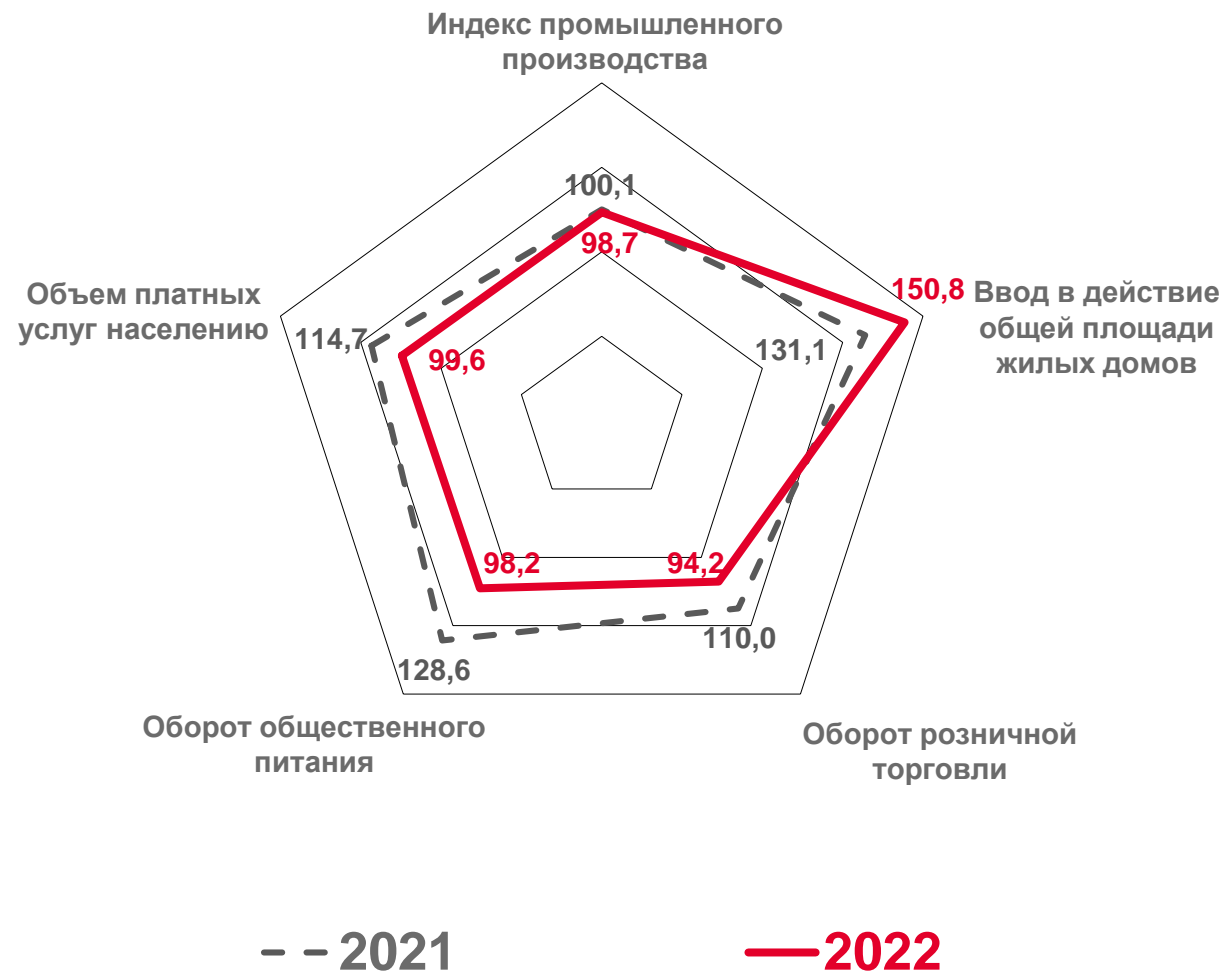 Индекс промышленного
производства
100,1
98,7
150,8
Ввод в действие
общей площади
жилых домов
131,1
Объем платных
услуг населению
114,7
99,6
98,2
94,2
110,0
128,6
Оборот общественного
питания
Оборот розничной
торговли
2021
2022